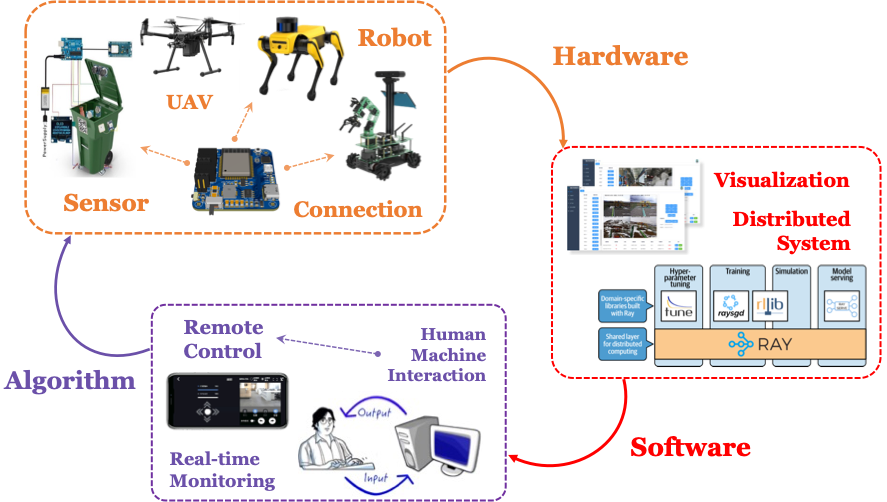 Robot
UAV
PowerSupply
Sensor
Connection
Hardware
Visualization
Distributed
System
Hyper-
parameter
tuning
Training
Simulation
Model
serving
Domain-specific
libraries built
with Ray
tune
raysgd
rllib
Shared layer
for distributed
computing
RAY
Software
Remote
Control
Human
Machine
Interaction
Output
Input
Real-time
Monitoring
Algorithm